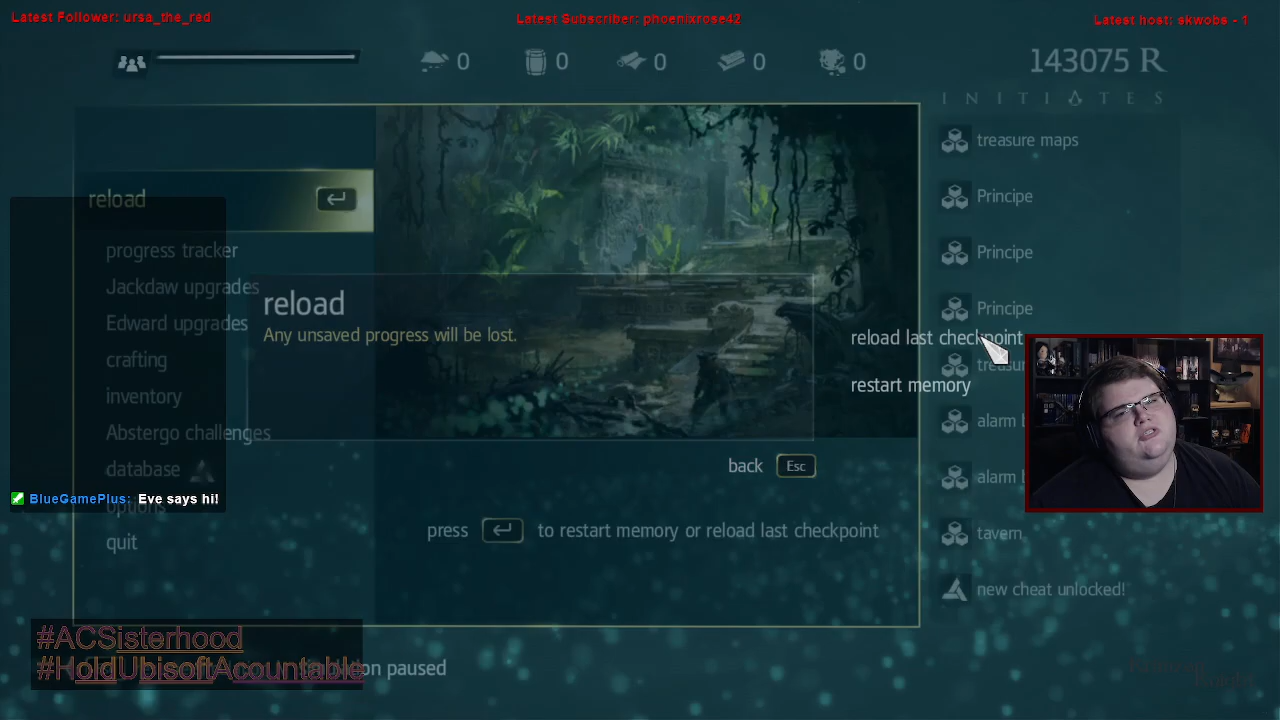 Latest Follower: ursa_the_red
Latest Subscriber: phoenixrose42
Latest host: skwobs - 1
0
0
0
0
0
143075 R
INITIATES
treasure maps
reload
Principe
progress tracker
Principe
Jackdaw upgrades
reload
Principe
Edward upgrades
Any unsaved progress will be lost.
reload last checkpoint
crafting
restart memory
inventory
alarm b
Abstergo challenges
database
back
Esc
alarm b
BlueGamePlus: Eve says hi!
options
press
to restart memory or reload last checkpoint
tavern
quit
new cheat unlocked!
#ACSisterhood
#HoldUbisoftAcountable
on paused